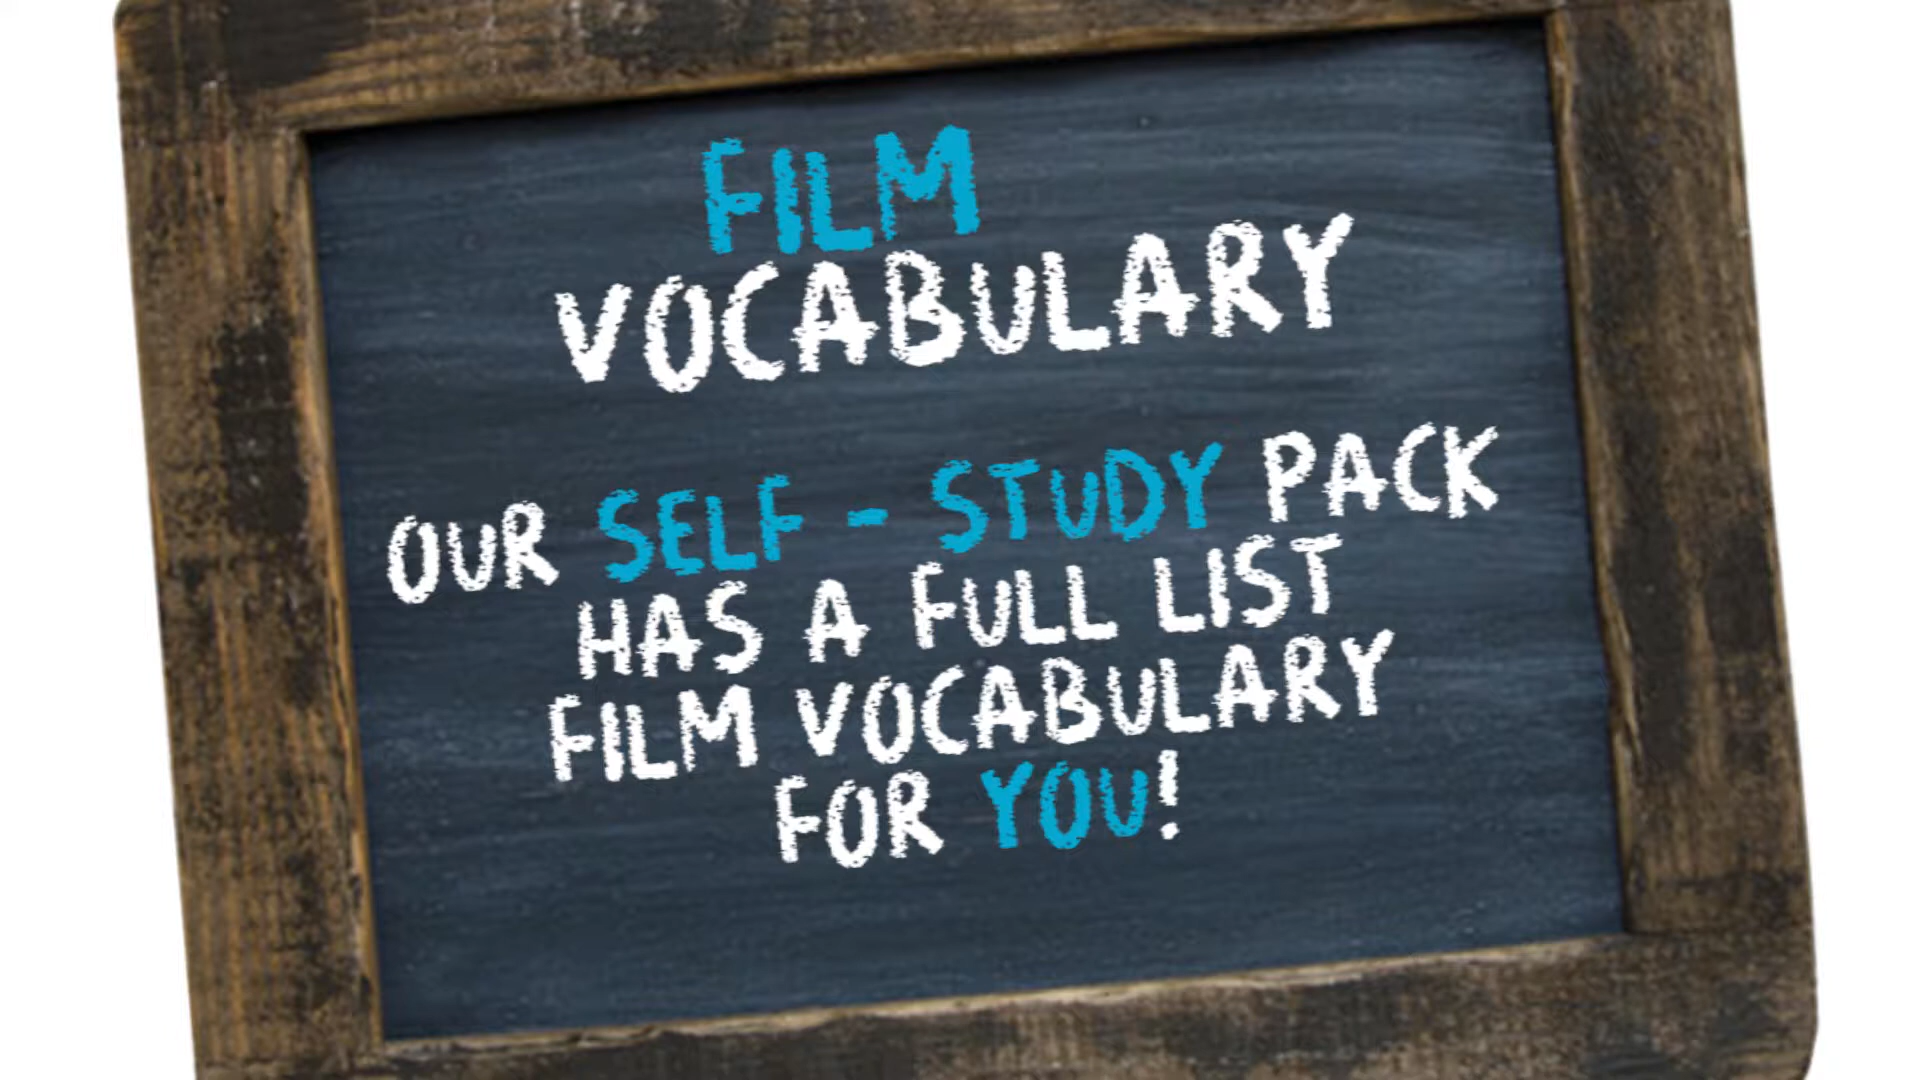 FILM
VOCABULARY
OUR SELF - STUDY PACK
HAS A FULL LIST
FILM VOCABULARY
FOR YOU!